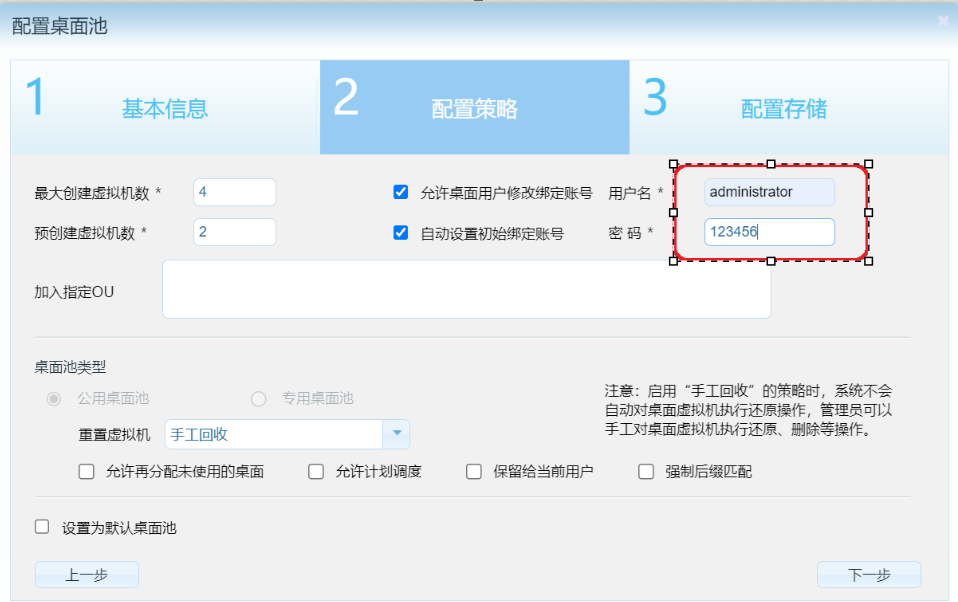 配置桌面池
1 基本信息 2 配置策略 3 配置存储
最大创建虚拟机数 * 4 允许桌面用户修改绑定账号 用户名 * administrator
预创建虚拟机数 * 2 自动设置初始绑定账号 密 码 * 123456
加入指定OU
桌面池类型
公用桌面池 专用桌面池
注意：启用“手工回收”的策略时，系统不会
自动对桌面虚拟机执行还原操作，管理员可以
手工对桌面虚拟机执行还原、删除等操作。
重置虚拟机 手工回收
允许再分配未使用的桌面 允许计划调度 保留给当前用户 强制后缀匹配
设置为默认桌面池
上一步 下一步